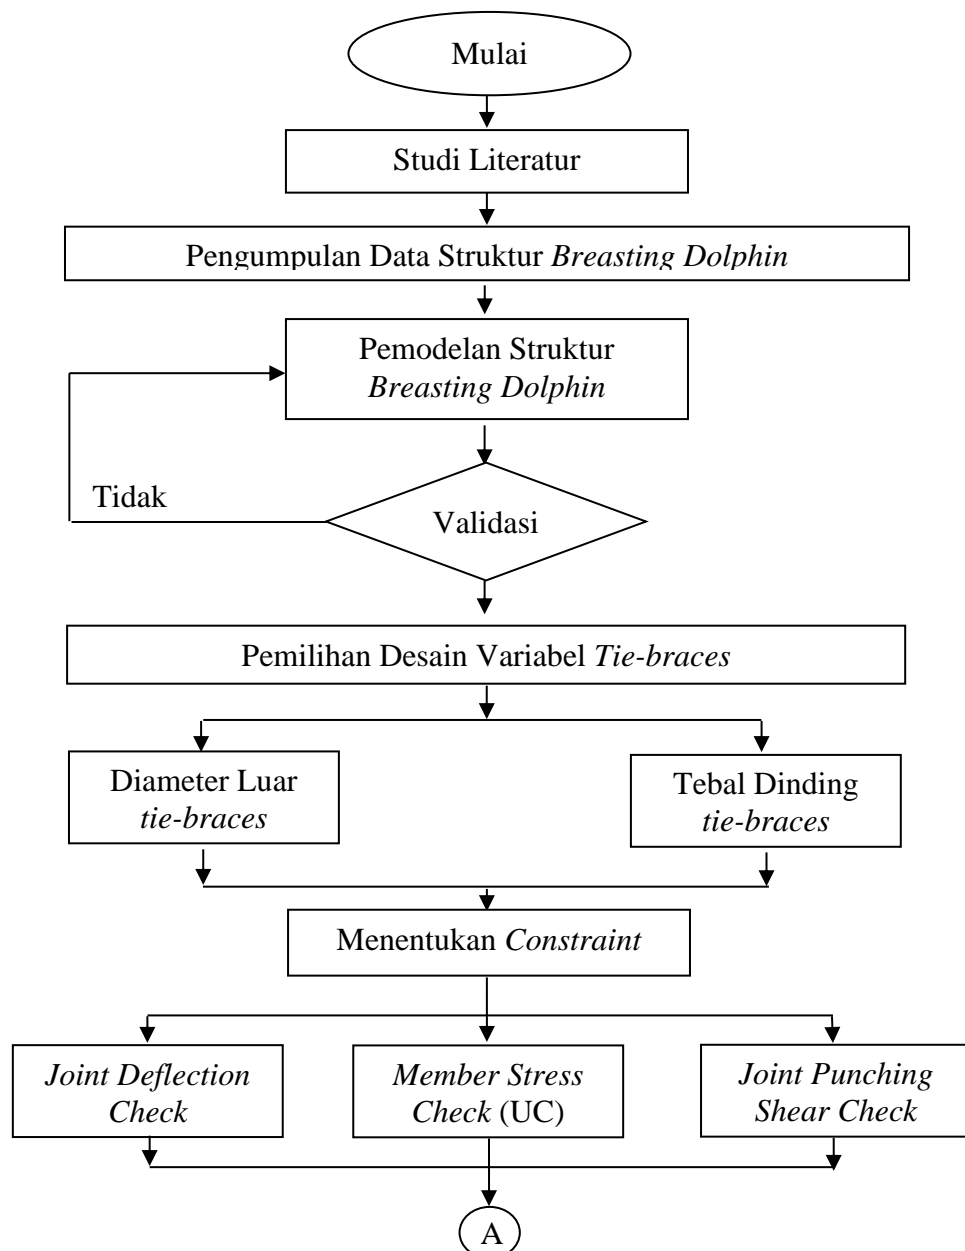 Mulai
Studi Literatur
Pengumpulan Data Struktur Breasting Dolphin
Pemodelan Struktur
Breasting Dolphin
Tidak
Validasi
Pemilihan Desain Variabel Tie-braces
Diameter Luar
tie-braces
Tebal Dinding
tie-braces
Menentukan Constraint
Joint Deflection
Check
Member Stress
Check (UC)
Joint Punching
Shear Check
A